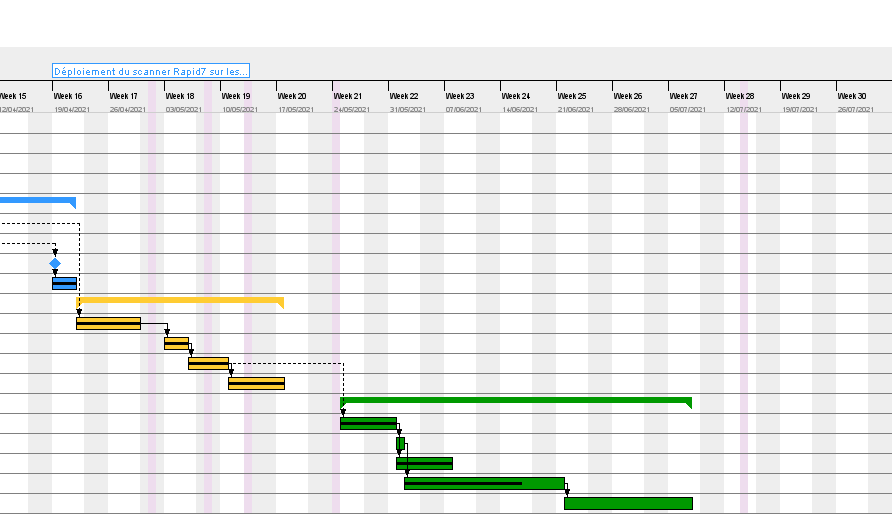 Déploiement du scanner Rapid7 sur les...
Week 15 Week 16 Week 17 Week 18 Week 19 Week 20 Week 21 Week 22 Week 23 Week 24 Week 25 Week 26 Week 27 Week 28 Week 29 Week 30
12/04/2021 19/04/2021 26/04/2021 03/05/2021 10/05/2021 17/05/2021 24/05/2021 31/05/2021 07/06/2021 14/06/2021 21/06/2021 28/06/2021 05/07/2021 12/07/2021 19/07/2021 26/07/2021